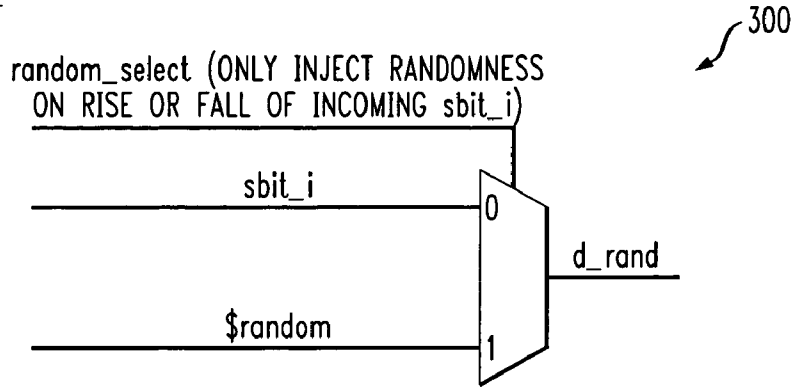 300
random_select (ONLY INJECT RANDOMNESS
ON RISE OR FALL OF INCOMING sbit_i)
sbit_i
0
d_rand
$random
1